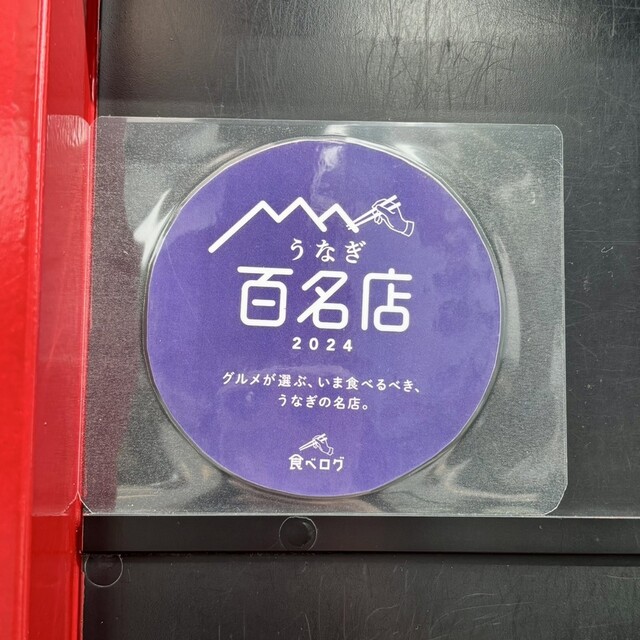 うなぎ
百名店
2024
グルメが選ぶ、いま食べるべき、
うなぎの名店。
食べログ